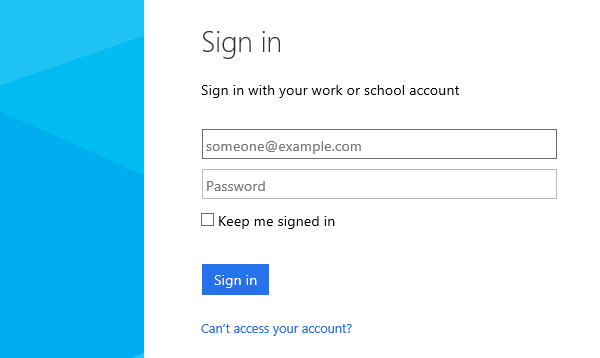 Sign in
Sign in with your work or school account
someone@example.com
Password
Keep me signed in
Sign in
Can't access your account?